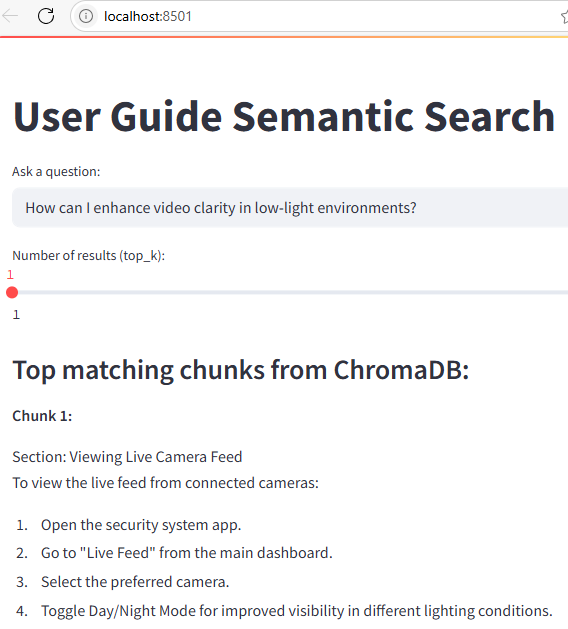 localhost:8501
User Guide Semantic Search
Ask a question:
How can I enhance video clarity in low-light environments?
Number of results (top_k):
1
1
Top matching chunks from ChromaDB:
Chunk 1:
Section: Viewing Live Camera Feed
To view the live feed from connected cameras:
1. Open the security system app.
2. Go to "Live Feed" from the main dashboard.
3. Select the preferred camera.
4. Toggle Day/Night Mode for improved visibility in different lighting conditions.